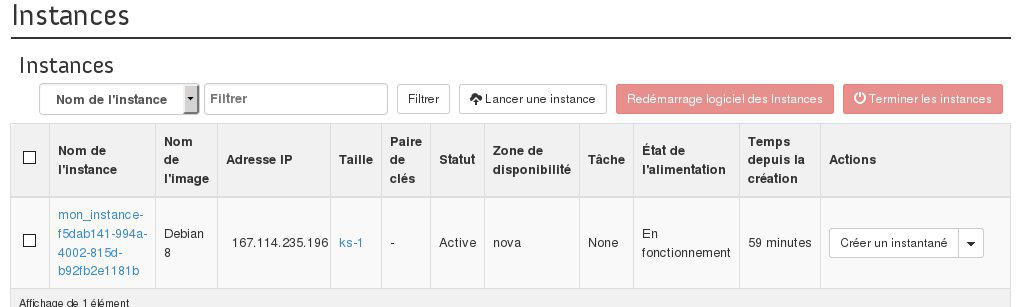 Instances
Instances
Nom de l'instance Filtrer Filtrer Lancer une instance Redémarrage logiciel des Instances Terminer les instances
Nom de l'instance Nom de l'image Adresse IP Taille Paire de clés Statut Zone de disponibilité Tâche État de l'alimentation Temps depuis la création Actions
mon_instance-f5dab141-994a-4002-815d-b92fb2e1181b Debian 8 167.114.235.196 ks-1 - Active nova None En fonctionnement 59 minutes Créer un instantané
Affichage de 1 élément